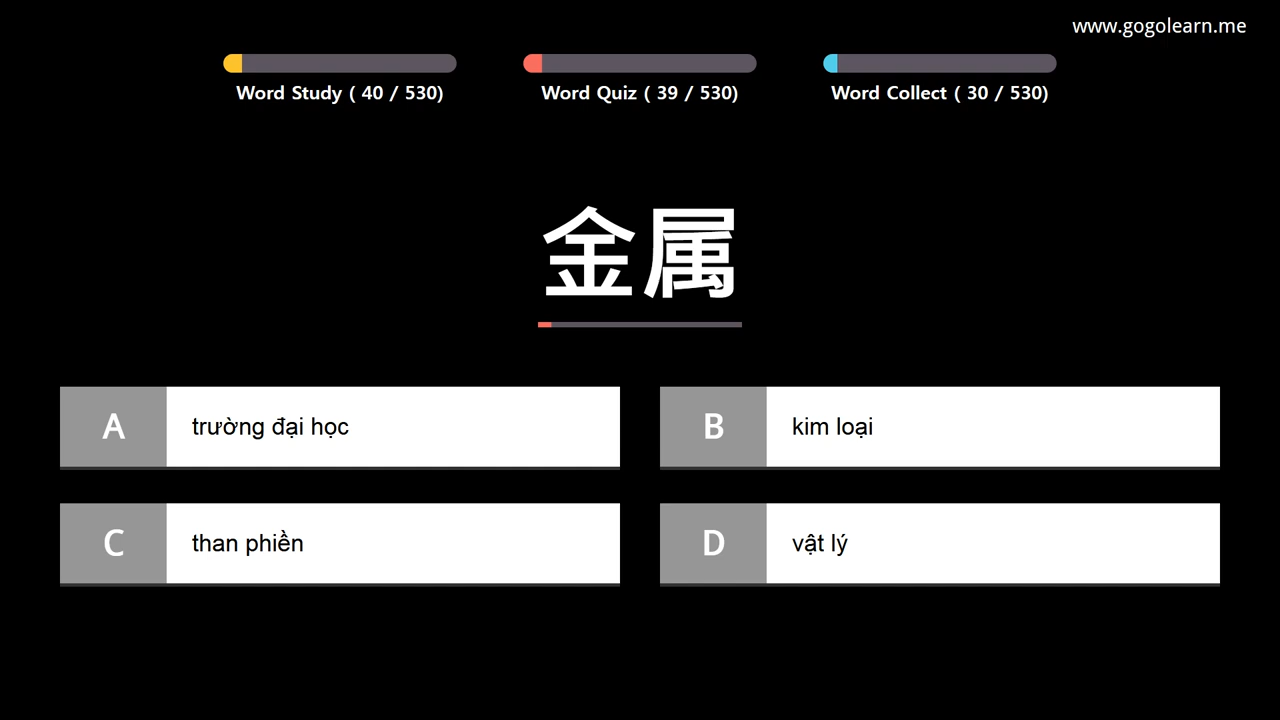 www.gogolearn.me
Word Study ( 40 / 530)
Word Quiz ( 39 / 530)
Word Collect ( 30 / 530)
金属
A trường đại học
B kim loại
C than phiền
D vật lý